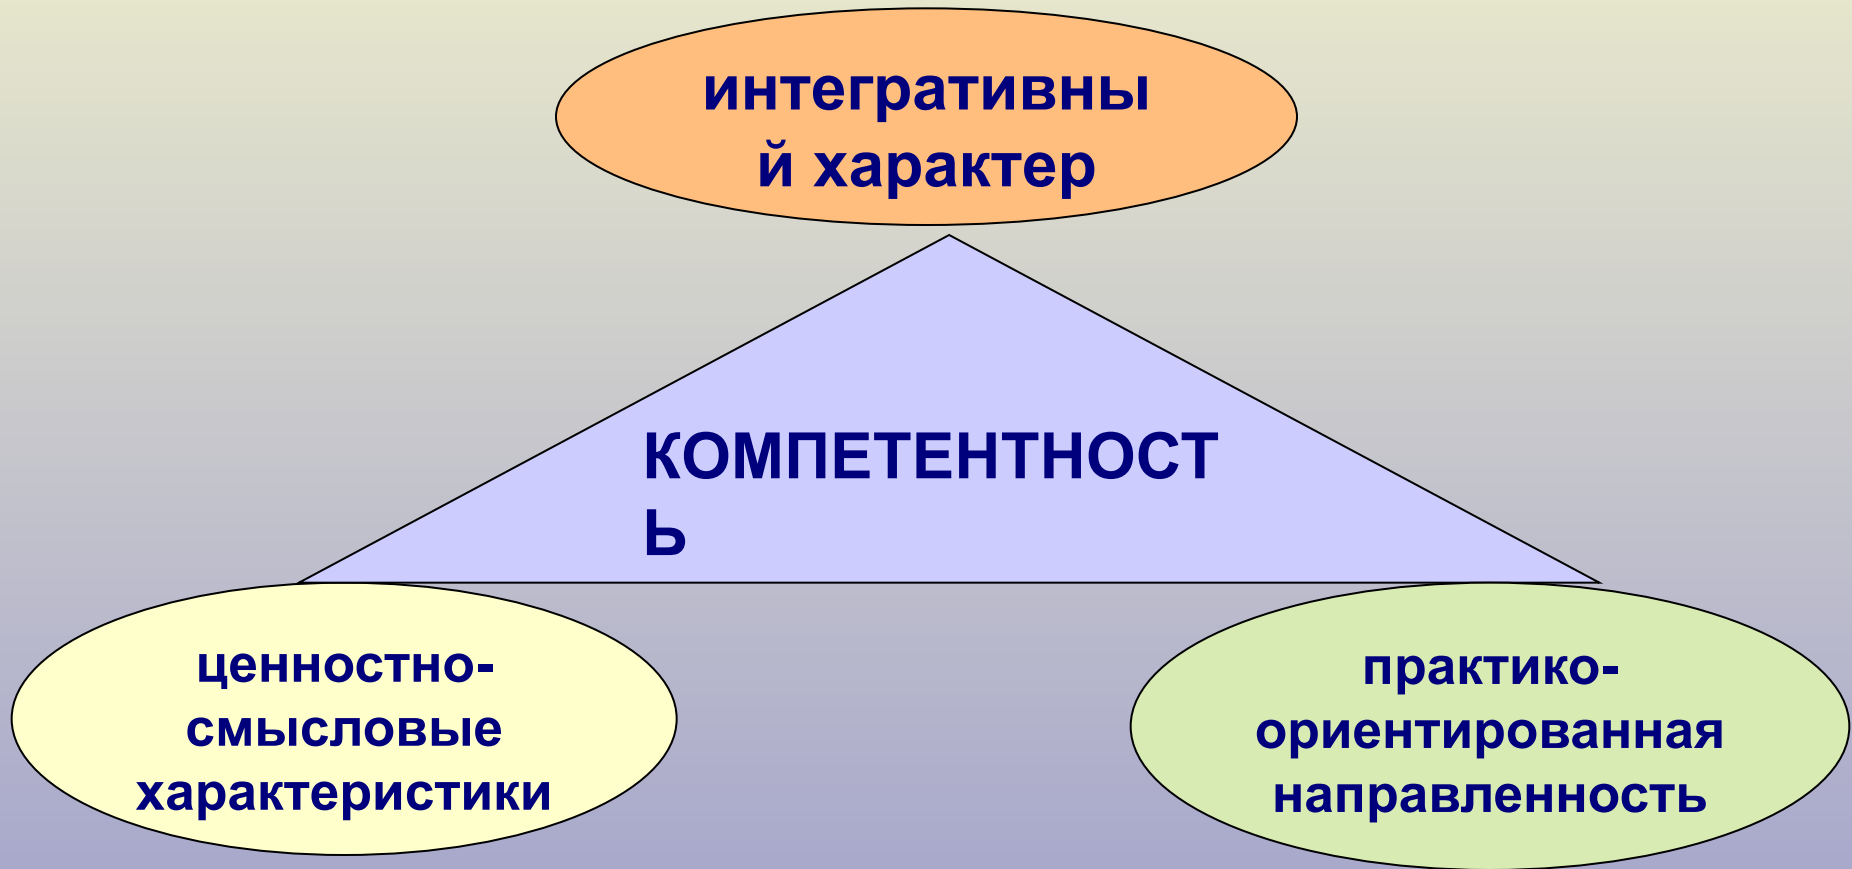 интегративны
й характер
КОМПЕТЕНТНОСТ
Ь
ценностно-
смысловые
характеристики
практико-
ориентированная
направленность